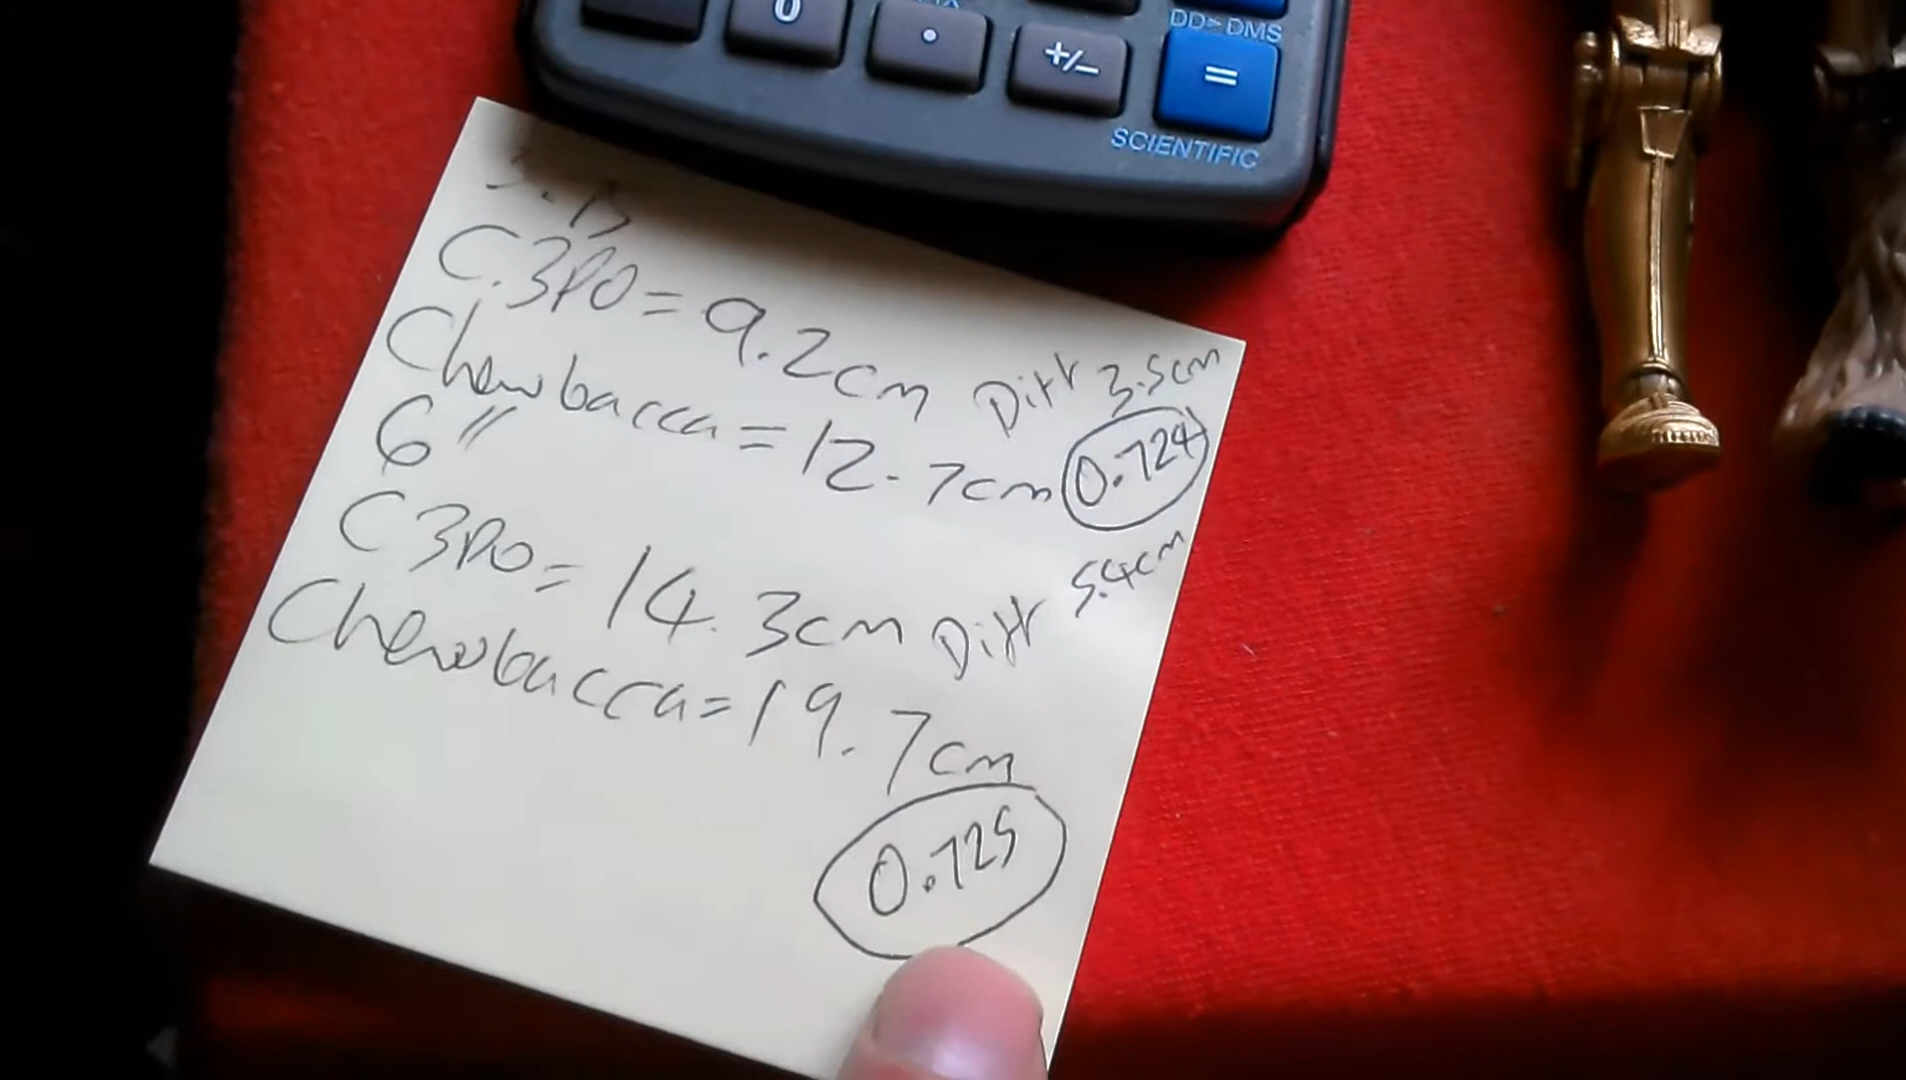 0
.
+/-
DD>DMS
=
SCIENTIFIC
C.3PO = 9.2cm Diff 3.5cm
Chewbacca = 12.7cm 0.724
6"
C3PO = 14.3cm Diff 5.4cm
Chewbacca = 19.7cm
0.725